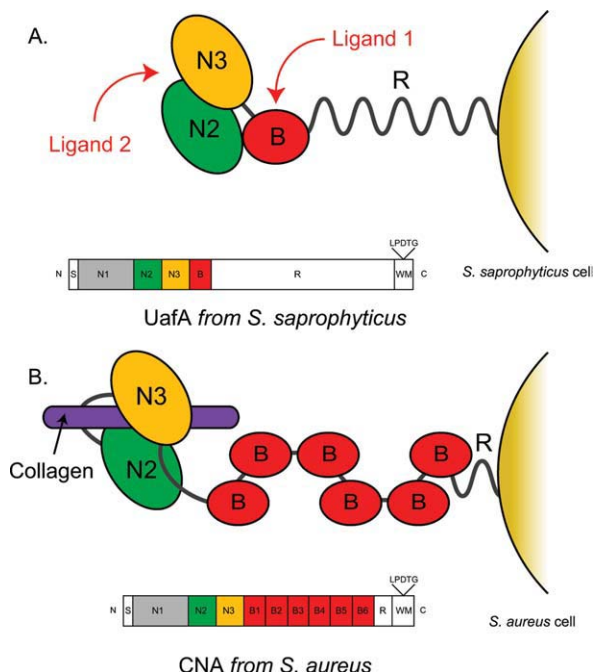 A.
Ligand 1
N3
R
Ligand 2
N2
B
LPDTG
N S N1 N2 N3 B R WM C
S. saprophyticus cell
UafA from S. saprophyticus
B.
N3
R
Collagen
N2
B B B B B B
LPDTG
N S N1 N2 N3 B1 B2 B3 B4 B5 B6 R WM C
S. aureus cell
CNA from S. aureus